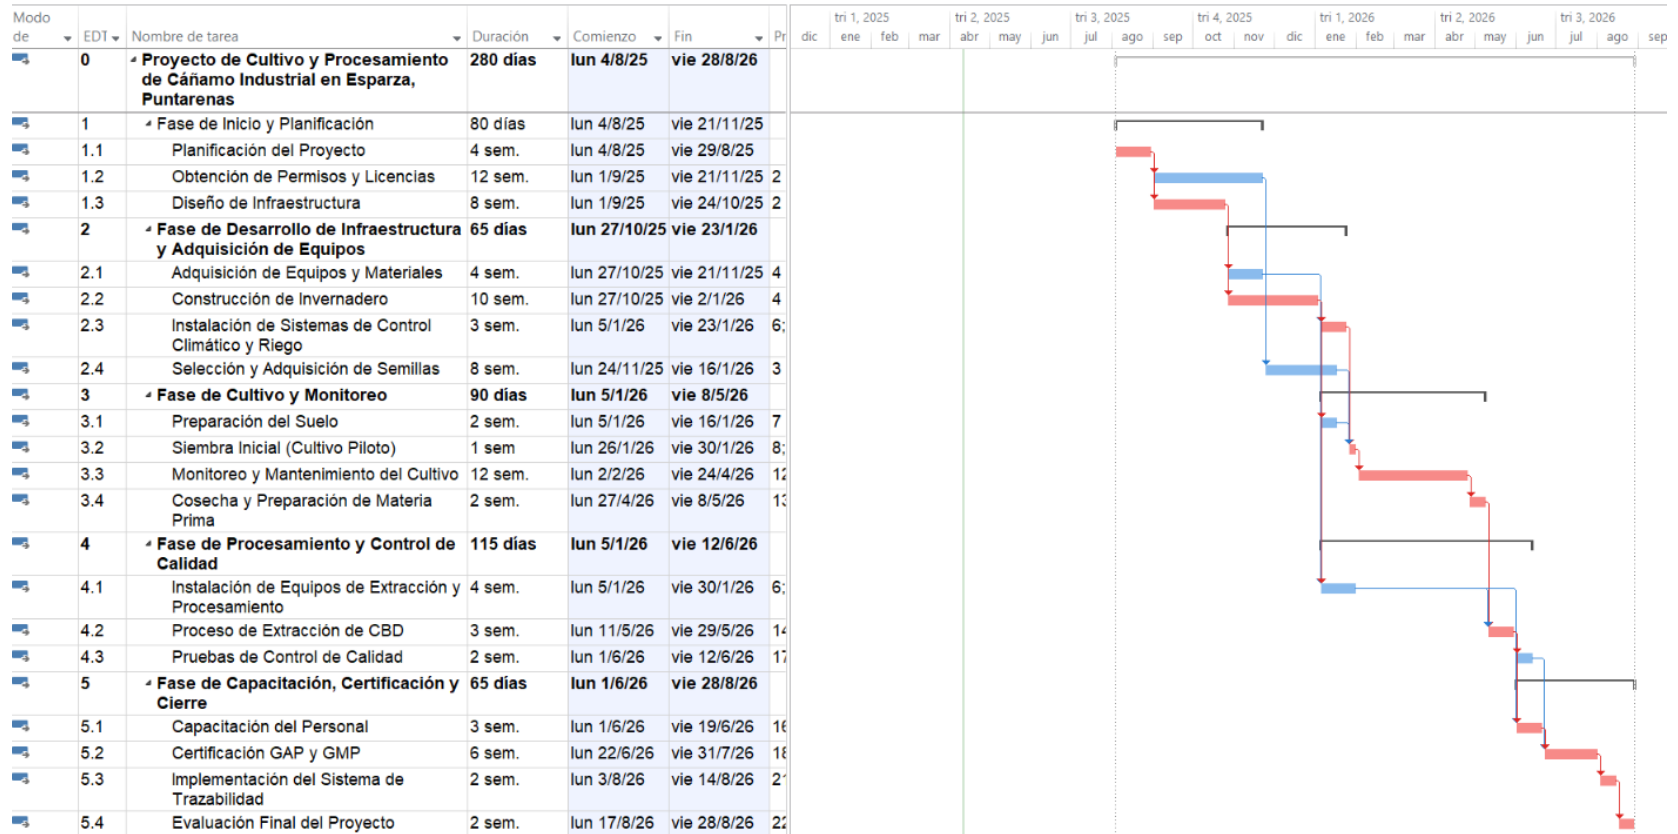 Modo de EDT Nombre de tarea Duración Comienzo Fin Pr
tri 1, 2025 tri 2, 2025 tri 3, 2025 tri 4, 2025 tri 1, 2026 tri 2, 2026 tri 3, 2026
dic ene feb mar abr may jun jul ago sep oct nov dic ene feb mar abr may jun jul ago sep
0 Proyecto de Cultivo y Procesamiento 280 días lun 4/8/25 vie 28/8/26
de Cáñamo Industrial en Esparza,
Puntarenas
1 Fase de Inicio y Planificación 80 días lun 4/8/25 vie 21/11/25
1.1 Planificación del Proyecto 4 sem. lun 4/8/25 vie 29/8/25
1.2 Obtención de Permisos y Licencias 12 sem. lun 1/9/25 vie 21/11/25 2
1.3 Diseño de Infraestructura 8 sem. lun 1/9/25 vie 24/10/25 2
2 Fase de Desarrollo de Infraestructura 65 días lun 27/10/25 vie 23/1/26
y Adquisición de Equipos
2.1 Adquisición de Equipos y Materiales 4 sem. lun 27/10/25 vie 21/11/25 4
2.2 Construcción de Invernadero 10 sem. lun 27/10/25 vie 2/1/26 4
2.3 Instalación de Sistemas de Control 3 sem. lun 5/1/26 vie 23/1/26 6;
Climático y Riego
2.4 Selección y Adquisición de Semillas 8 sem. lun 24/11/25 vie 16/1/26 3
3 Fase de Cultivo y Monitoreo 90 días lun 5/1/26 vie 8/5/26
3.1 Preparación del Suelo 2 sem. lun 5/1/26 vie 16/1/26 7
3.2 Siembra Inicial (Cultivo Piloto) 1 sem lun 26/1/26 vie 30/1/26 8;
3.3 Monitoreo y Mantenimiento del Cultivo 12 sem. lun 2/2/26 vie 24/4/26 12
3.4 Cosecha y Preparación de Materia 2 sem. lun 27/4/26 vie 8/5/26 13
Prima
4 Fase de Procesamiento y Control de 115 días lun 5/1/26 vie 12/6/26
Calidad
4.1 Instalación de Equipos de Extracción y 4 sem. lun 5/1/26 vie 30/1/26 6;
Procesamiento
4.2 Proceso de Extracción de CBD 3 sem. lun 11/5/26 vie 29/5/26 14
4.3 Pruebas de Control de Calidad 2 sem. lun 1/6/26 vie 12/6/26 17
5 Fase de Capacitación, Certificación y 65 días lun 1/6/26 vie 28/8/26
Cierre
5.1 Capacitación del Personal 3 sem. lun 1/6/26 vie 19/6/26 16
5.2 Certificación GAP y GMP 6 sem. lun 22/6/26 vie 31/7/26 18
5.3 Implementación del Sistema de 2 sem. lun 3/8/26 vie 14/8/26 21
Trazabilidad
5.4 Evaluación Final del Proyecto 2 sem. lun 17/8/26 vie 28/8/26 22